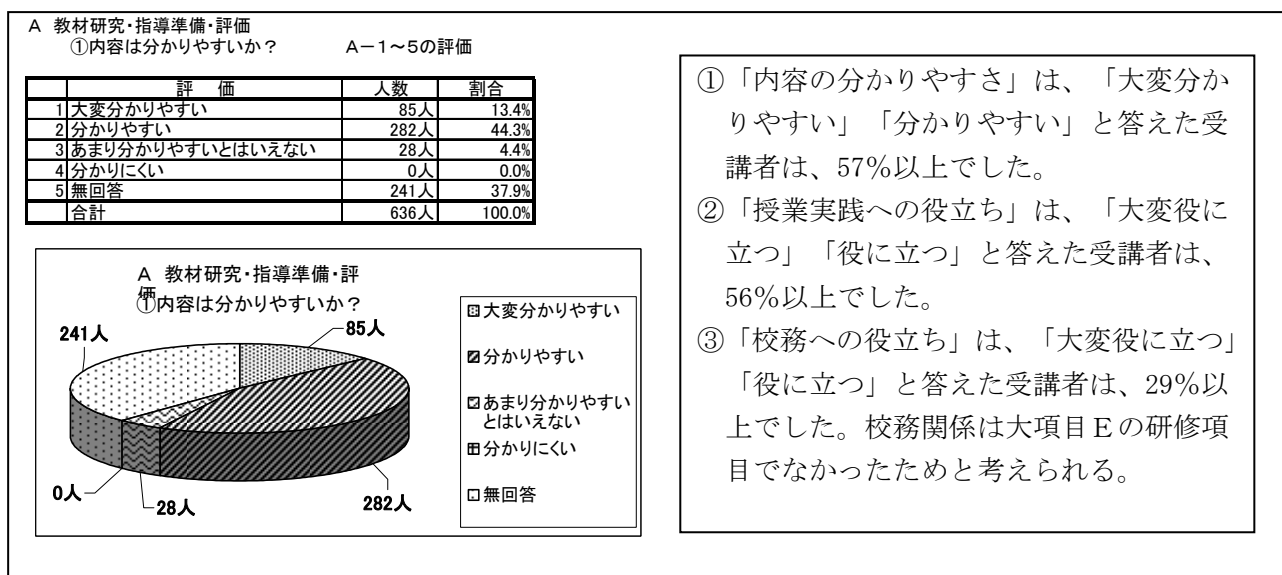 A 教材研究・指導準備・評価
①内容は分かりやすいか？ A－1～5の評価
評 価 人数 割合
1 大変分かりやすい 85人 13.4%
2 分かりやすい 282人 44.3%
3 あまり分かりやすいとはいえない 28人 4.4%
4 分かりにくい 0人 0.0%
5 無回答 241人 37.9%
合計 636人 100.0%
A 教材研究・指導準備・評
価
①内容は分かりやすいか？
241人
85人
0人
28人
282人
大変分かりやすい
分かりやすい
あまり分かりやすい
とはいえない
分かりにくい
無回答
①「内容の分かりやすさ」は、「大変分か
りやすい」「分かりやすい」と答えた受
講者は、57％以上でした。
②「授業実践への役立ち」は、「大変役に
立つ」「役に立つ」と答えた受講者は、
56％以上でした。
③「校務への役立ち」は、「大変役に立つ」
「役に立つ」と答えた受講者は、29％以
上でした。校務関係は大項目Ｅの研修項
目でなかったためと考えられる。